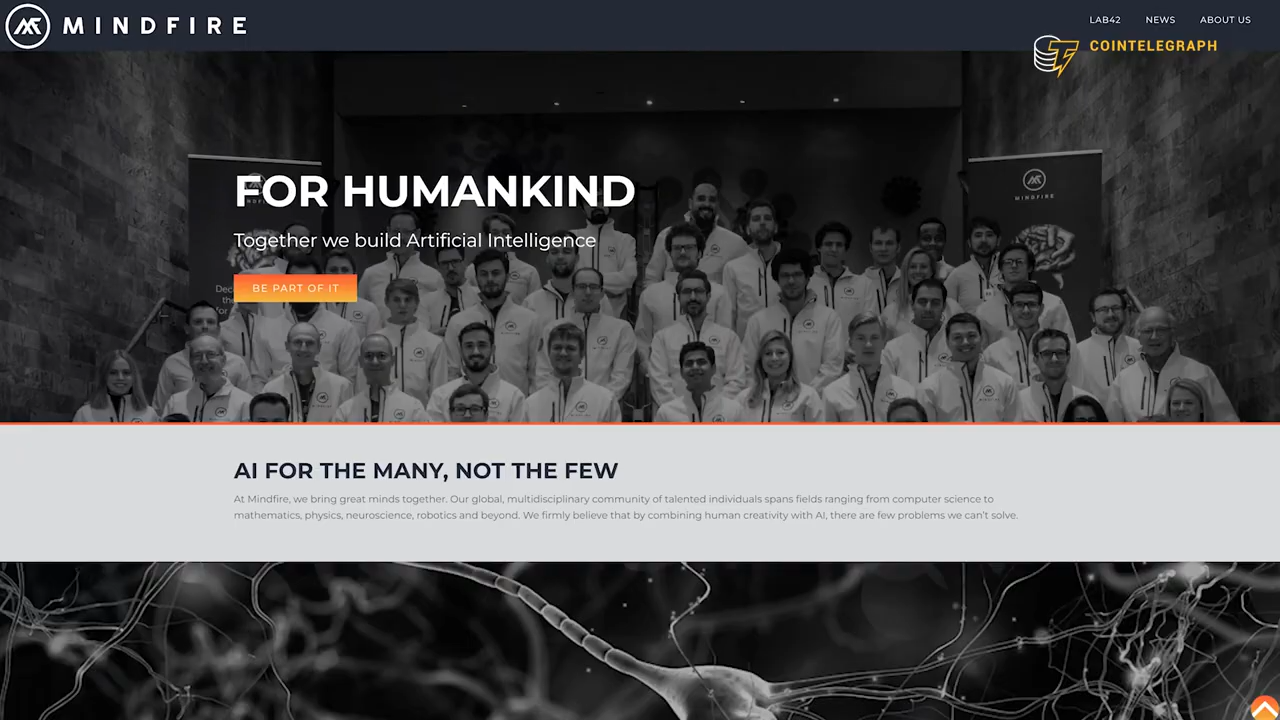 MINDFIRE
LAB42 NEWS ABOUT US
COINTELEGRAPH
FOR HUMANKIND
Together we build Artificial Intelligence
BE PART OF IT
MINDFIRE
AI FOR THE MANY, NOT THE FEW
At Mindfire, we bring great minds together. Our global, multidisciplinary community of talented individuals spans fields ranging from computer science to
mathematics, physics, neuroscience, robotics and beyond. We firmly believe that by combining human creativity with AI, there are few problems we can't solve.